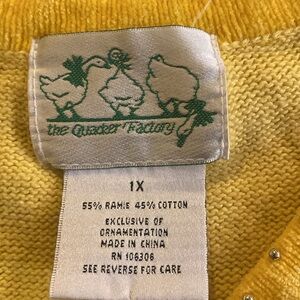 the Quacker Factory
1X
55% RAMIE 45% COTTON
EXCLUSIVE OF
ORNAMENTATION
MADE IN CHINA
RN 106306
SEE REVERSE FOR CARE